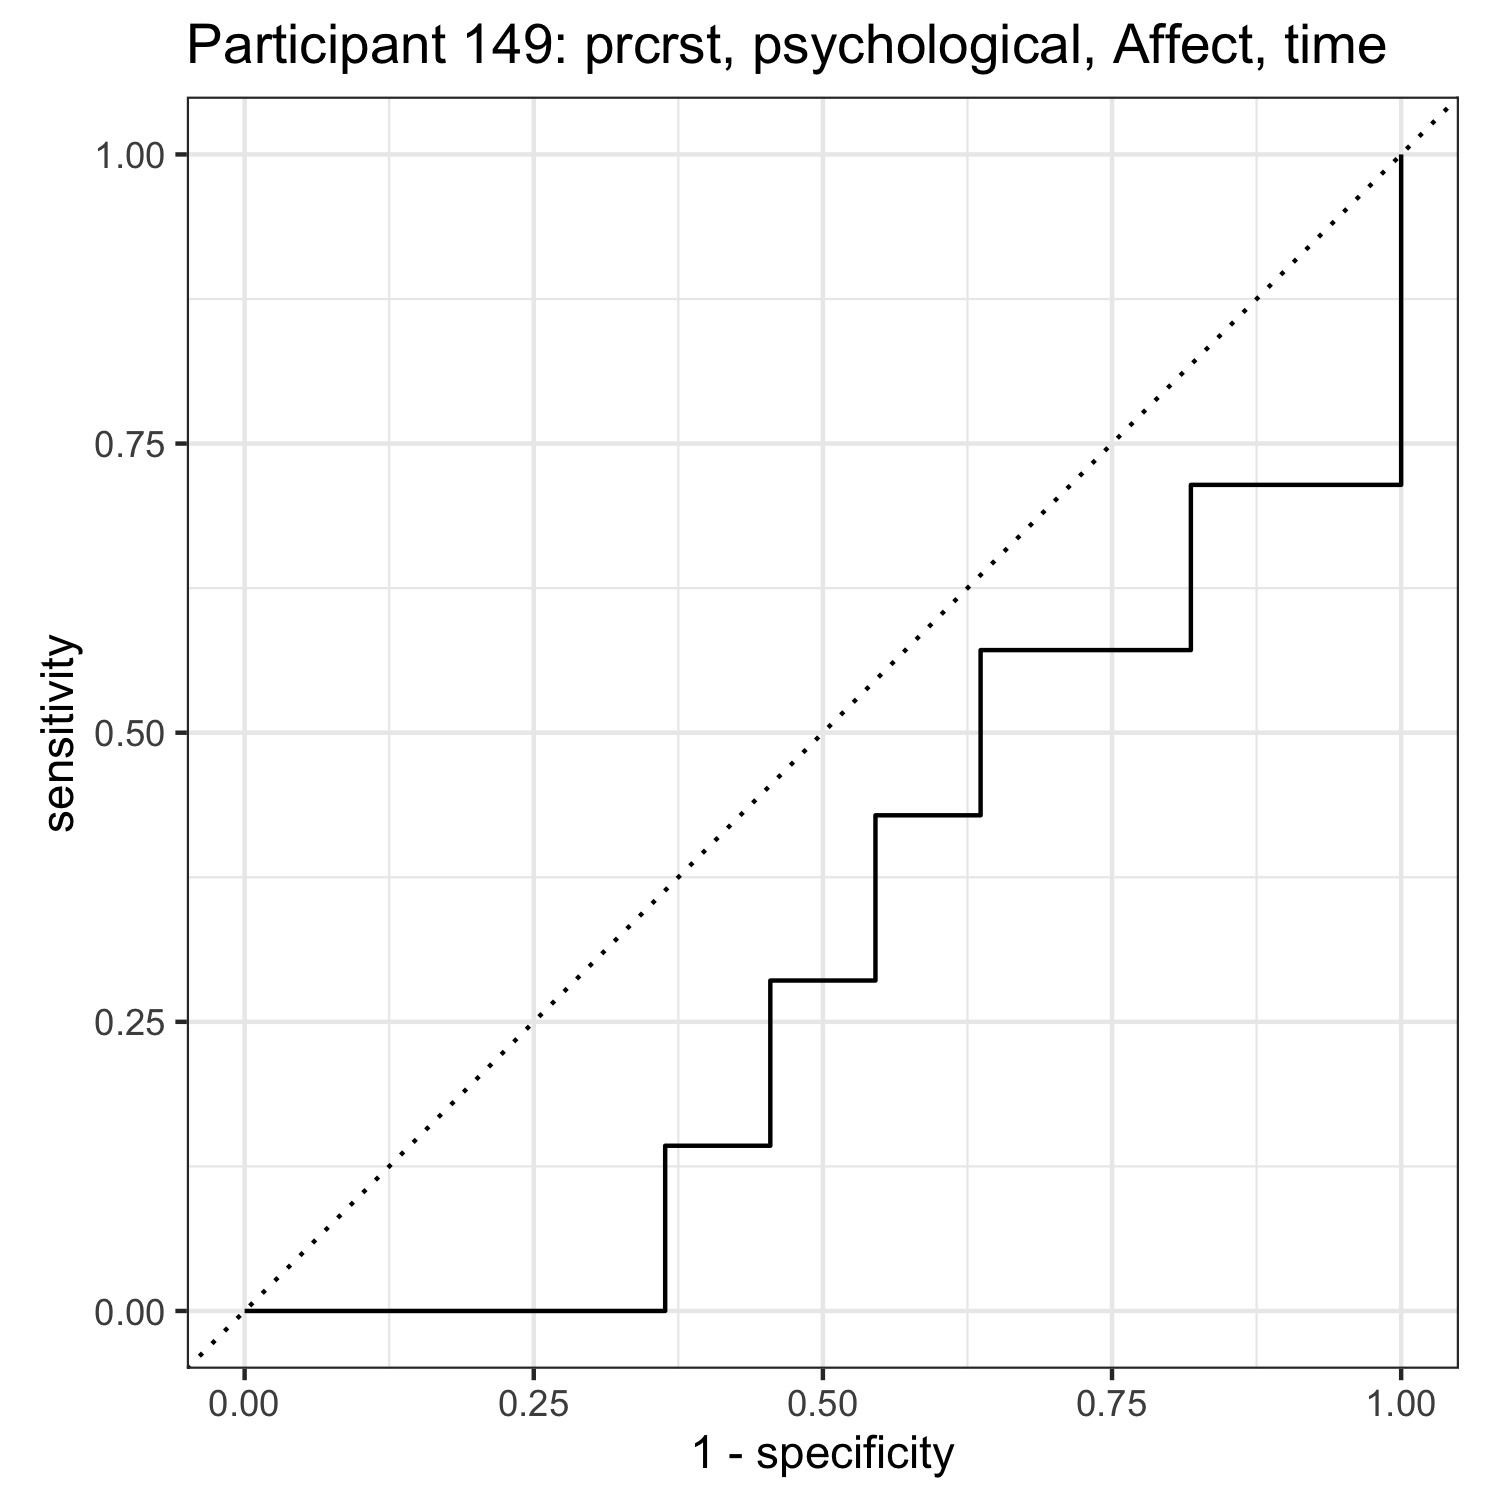 Participant 149: prcrst, psychological, Affect, time
1.00
0.75
0.50
0.25
0.00
sensitivity
0.00 0.25 0.50 0.75 1.00
1 - specificity